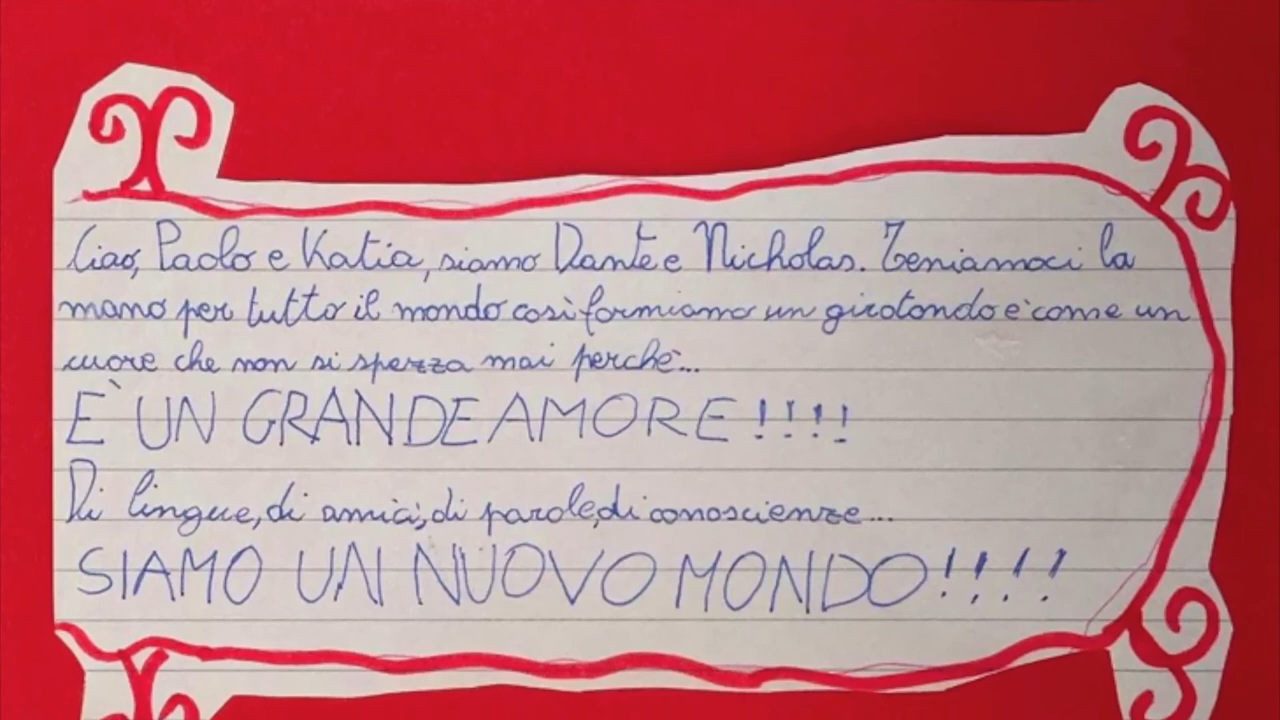 Ciao, Paolo e Katia, siamo Dante e Nicholas. Teniamoci la
mano per tutto il mondo così formiamo un girotondo è come un
cuore che non si spezza mai perchè...
E' UN GRANDE AMORE!!!!
Di lingue, di amici, di parole, di conoscienze...
SIAMO UN NUOVO MONDO!!!!